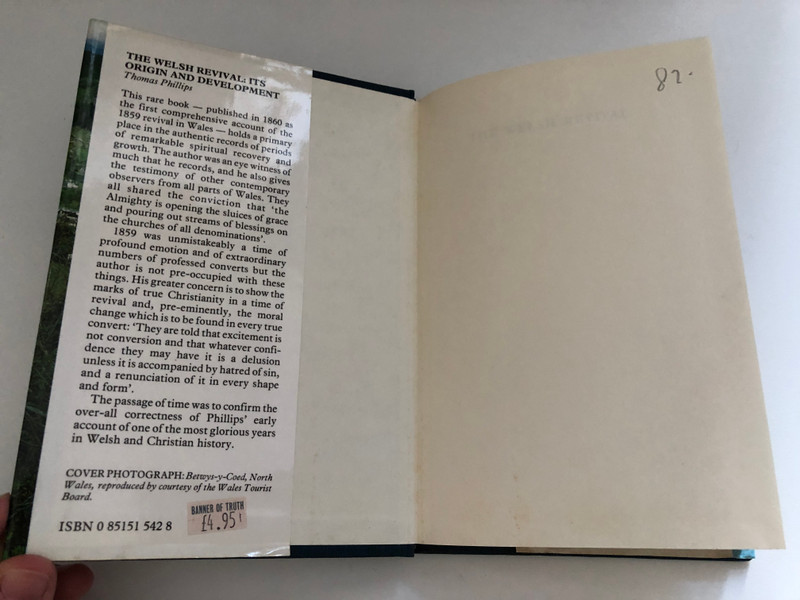 THE WELSH REVIVAL: ITS
ORIGIN AND DEVELOPMENT
Thomas Phillips
This rare book — published in 1860 as
the first comprehensive account of the
1859 revival in Wales — holds a primary
place in the authentic records of periods
of remarkable spiritual recovery and
growth. The author was an eye witness of
much that he records, and he also gives
the testimony of other contemporary
observers from all parts of Wales. They
all shared the conviction that ‘the
Almighty is opening the sluices of grace
and pouring out streams of blessings on
the churches of all denominations’.
1859 was unmistakeably a time of
profound emotion and of extraordinary
numbers of professed converts but the
author is not pre-occupied with these
things. His greater concern is to show the
marks of true Christianity in a time of
revival and, pre-eminently, the moral
change which is to be found in every true
convert: ‘They are told that excitement is
not conversion and that whatever confi-
dence they may have it is a delusion
unless it is accompanied by hatred of sin,
and a renunciation of it in every shape
and form’.
The passage of time was to confirm the
over-all correctness of Phillips’ early
account of one of the most glorious years
in Welsh and Christian history.
COVER PHOTOGRAPH: Betwys-y-Coed, North
Wales, reproduced by courtesy of the Wales Tourist
Board.
BANNER OF TRUTH
£4.95
ISBN 0 85151 542 8
82.